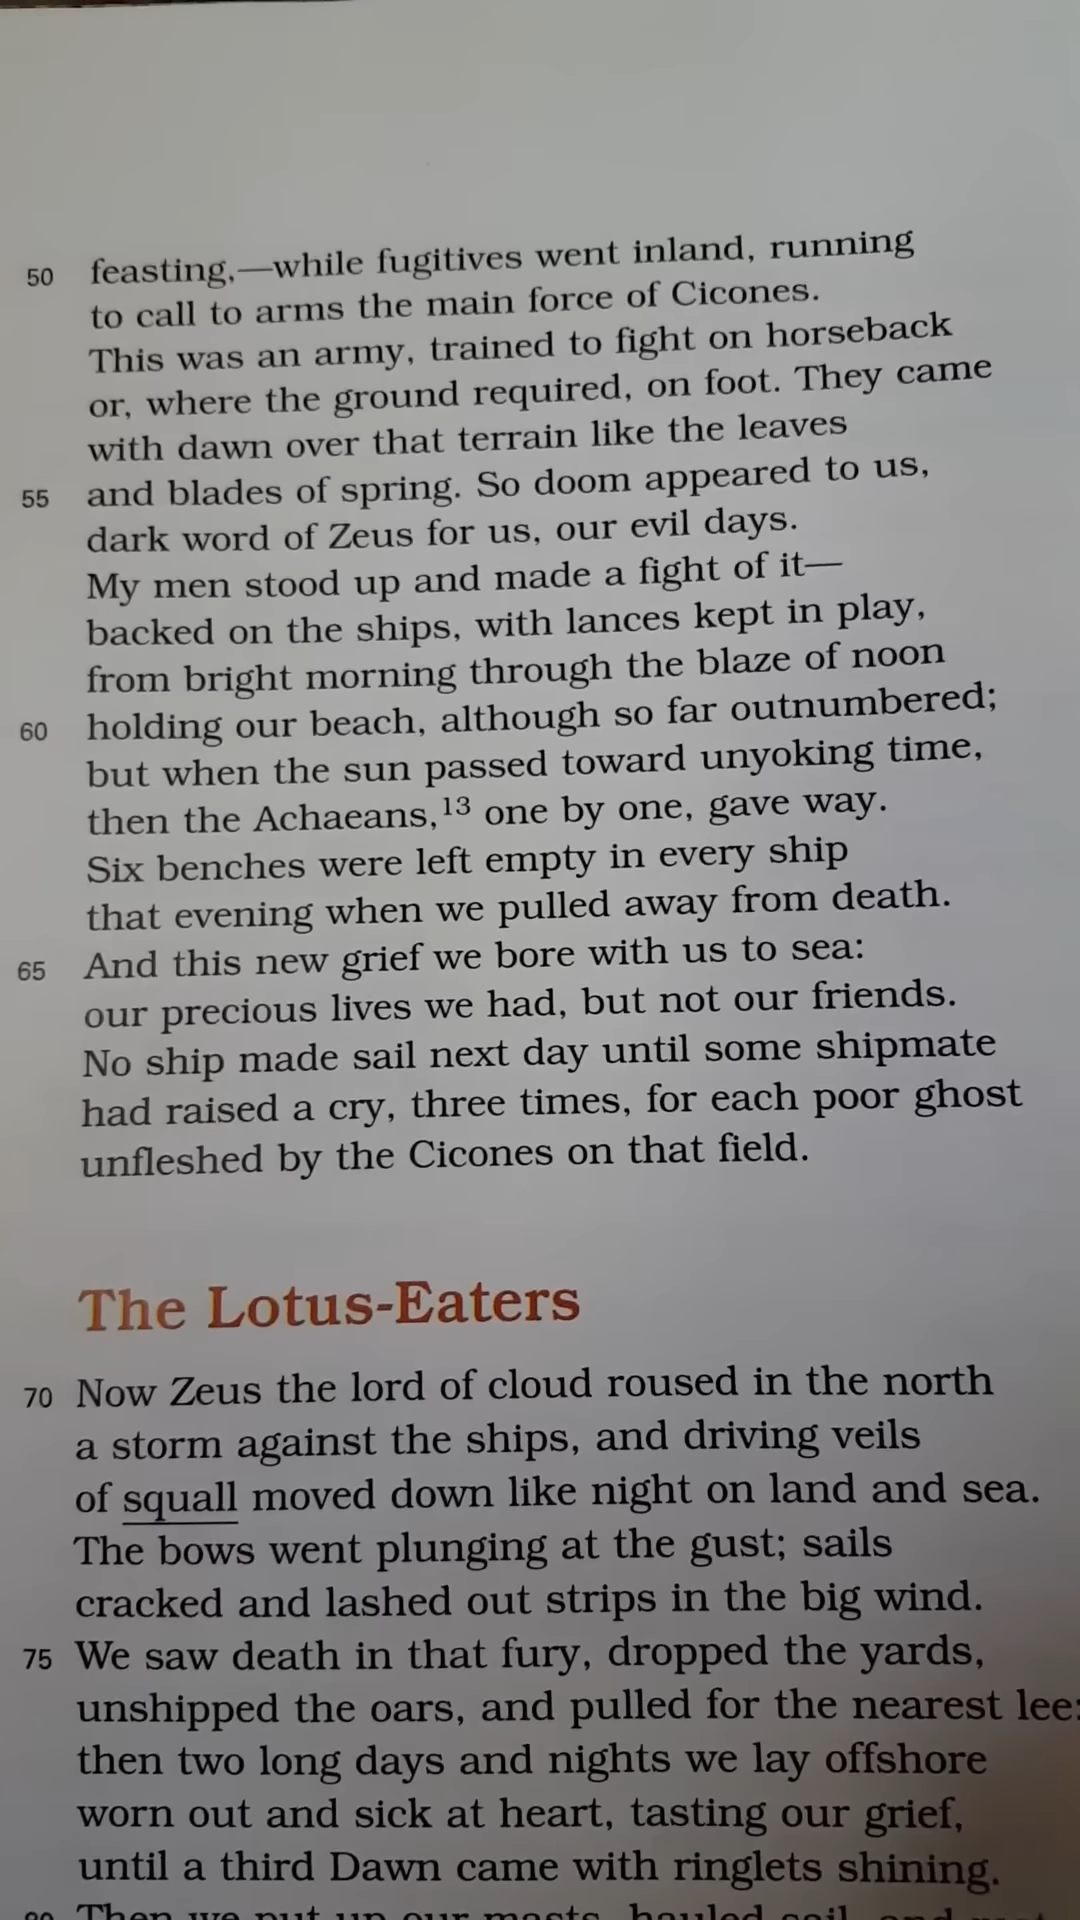 50 feasting,—while fugitives went inland, running
to call to arms the main force of Cicones.
This was an army, trained to fight on horseback
or, where the ground required, on foot. They came
with dawn over that terrain like the leaves
55 and blades of spring. So doom appeared to us,
dark word of Zeus for us, our evil days.
My men stood up and made a fight of it—
backed on the ships, with lances kept in play,
from bright morning through the blaze of noon
60 holding our beach, although so far outnumbered;
but when the sun passed toward unyoking time,
then the Achaeans,13 one by one, gave way.
Six benches were left empty in every ship
that evening when we pulled away from death.
65 And this new grief we bore with us to sea:
our precious lives we had, but not our friends.
No ship made sail next day until some shipmate
had raised a cry, three times, for each poor ghost
unfleshed by the Cicones on that field.
The Lotus-Eaters
70 Now Zeus the lord of cloud roused in the north
a storm against the ships, and driving veils
of squall moved down like night on land and sea.
The bows went plunging at the gust; sails
cracked and lashed out strips in the big wind.
75 We saw death in that fury, dropped the yards,
unshipped the oars, and pulled for the nearest lee:
then two long days and nights we lay offshore
worn out and sick at heart, tasting our grief,
until a third Dawn came with ringlets shining.
80 Then we put up our masts, hauled sail, and